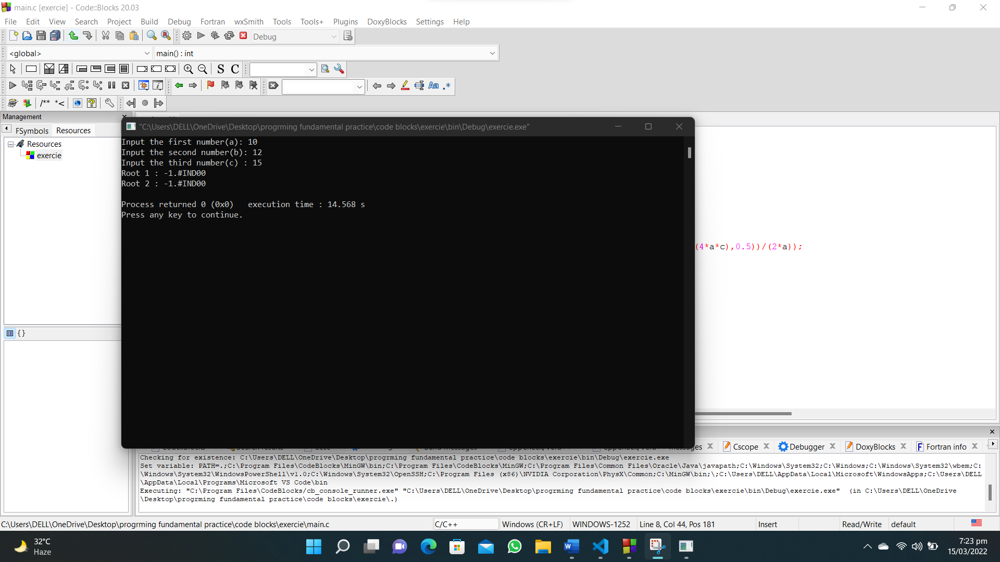 main.c [exercie] - Code::Blocks 20.03
File Edit View Search Project Build Debug Fortran wxSmith Tools Tools+ Plugins DoxyBlocks Settings Help
Debug
<global> main() : int
S C
Aa .*
/** *<
Management
FSymbols Resources
Resources
exercie
{}
"C:\Users\DELL\OneDrive\Desktop\progrming fundamental practice\code blocks\exercie\bin\Debug\exercie.exe"
Input the first number(a): 10
Input the second number(b): 12
Input the third number(c) : 15
Root 1 : -1.#IND00
Root 2 : -1.#IND00
Process returned 0 (0x0)   execution time : 14.568 s
Press any key to continue.
(4*a*c),0.5))/(2*a));
Cscope Debugger DoxyBlocks Fortran info
Checking for existence: C:\Users\DELL\OneDrive\Desktop\progrming fundamental practice\code blocks\exercie\bin\Debug\exercie.exe
Set variable: PATH=.;C:\Program Files\CodeBlocks\MinGW\bin;C:\Program Files\CodeBlocks\MinGW;C:\Program Files\Common Files\Oracle\Java\javapath;C:\Windows\System32;C:\Windows;C:\Windows\System32\wbem;C:
\Windows\System32\WindowsPowerShell\v1.0;C:\Windows\System32\OpenSSH;C:\Program Files (x86)\NVIDIA Corporation\PhysX\Common;C:\MinGW\bin;\;C:\Users\DELL\AppData\Local\Microsoft\WindowsApps;C:\Users\DELL
\AppData\Local\Programs\Microsoft VS Code\bin
Executing: "C:\Program Files\CodeBlocks/cb_console_runner.exe" "C:\Users\DELL\OneDrive\Desktop\progrming fundamental practice\code blocks\exercie\bin\Debug\exercie.exe"  (in C:\Users\DELL\OneDrive
\Desktop\progrming fundamental practice\code blocks\exercie\.)
C:\Users\DELL\OneDrive\Desktop\progrming fundamental practice\code blocks\exercie\main.c C/C++ Windows (CR+LF) WINDOWS-1252 Line 8, Col 44, Pos 181 Insert Read/Write default
32°C
Haze
7:23 pm
15/03/2022